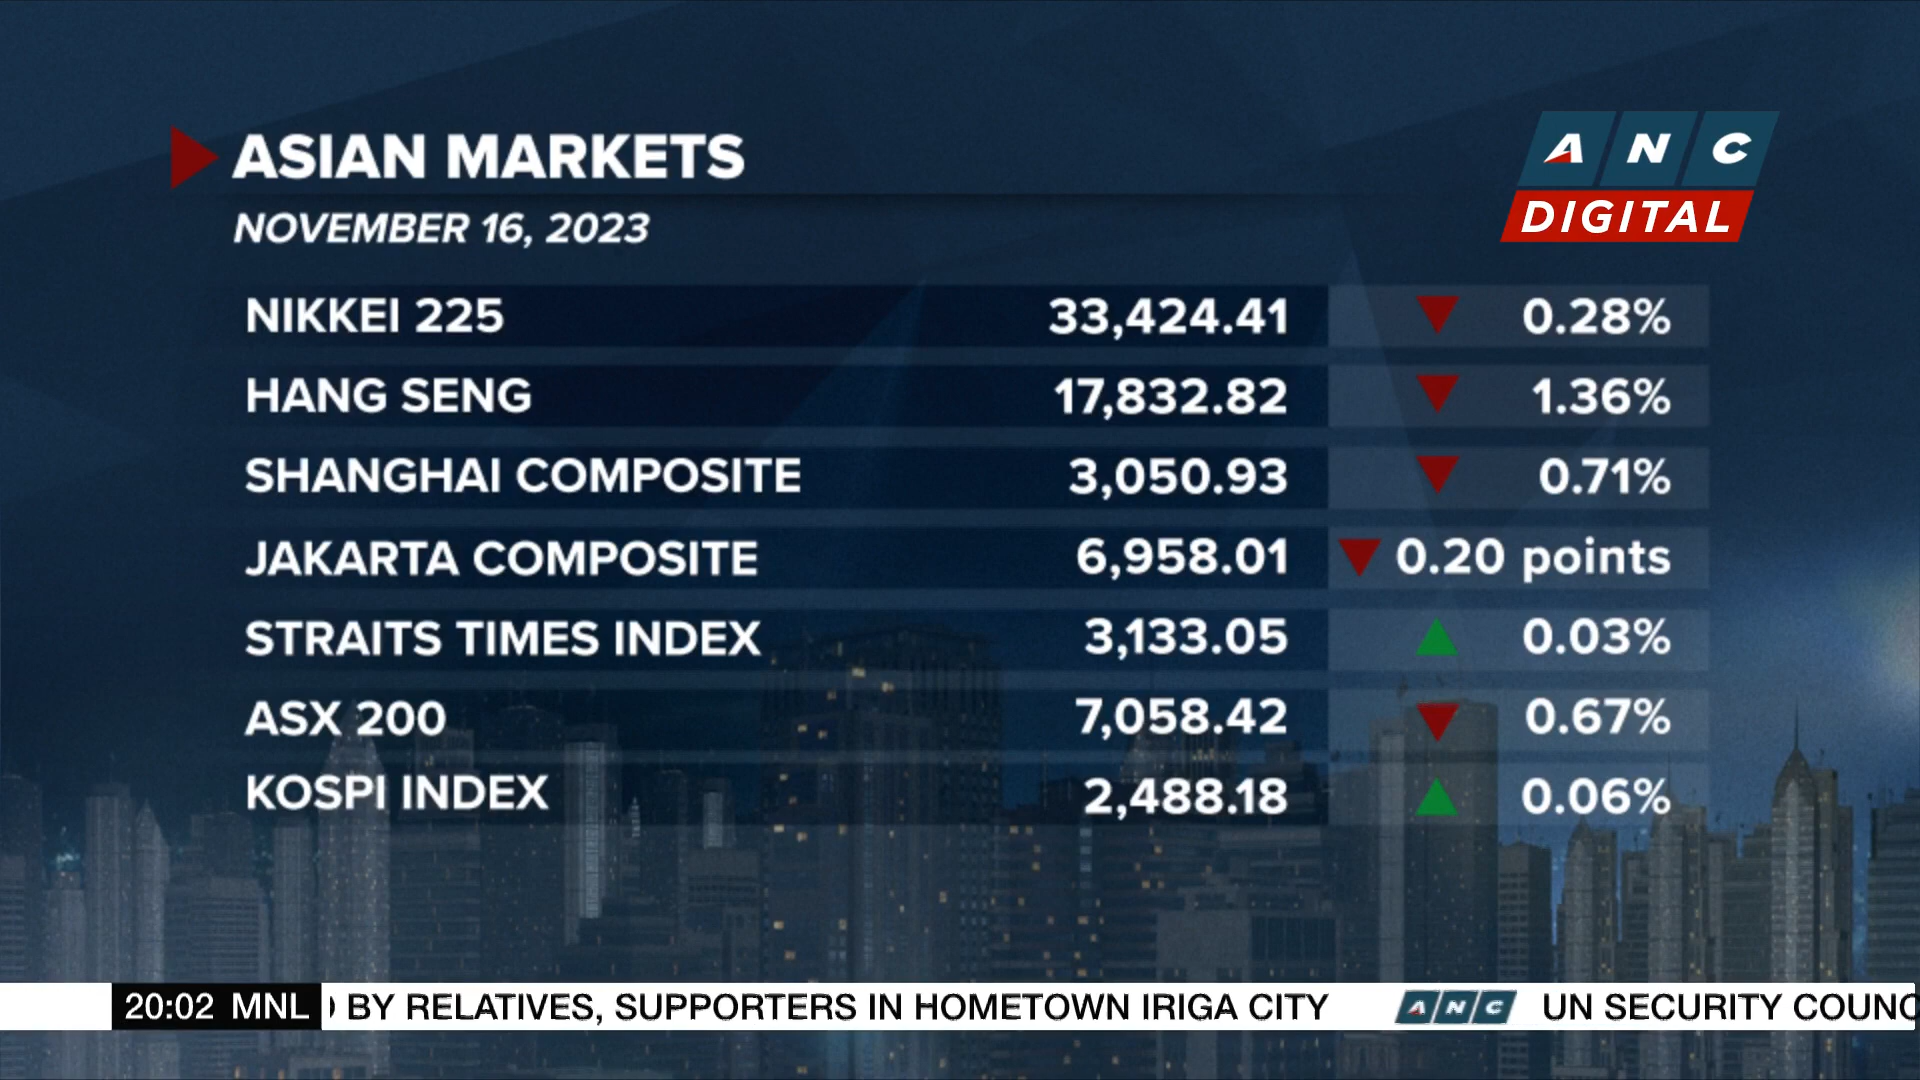 ASIAN MARKETS
NOVEMBER 16, 2023
ANC
DIGITAL
NIKKEI 225 33,424.41 0.28%
HANG SENG 17,832.82 1.36%
SHANGHAI COMPOSITE 3,050.93 0.71%
JAKARTA COMPOSITE 6,958.01 0.20 points
STRAITS TIMES INDEX 3,133.05 0.03%
ASX 200 7,058.42 0.67%
KOSPI INDEX 2,488.18 0.06%
20:02 MNL BY RELATIVES, SUPPORTERS IN HOMETOWN IRIGA CITY ANC UN SECURITY